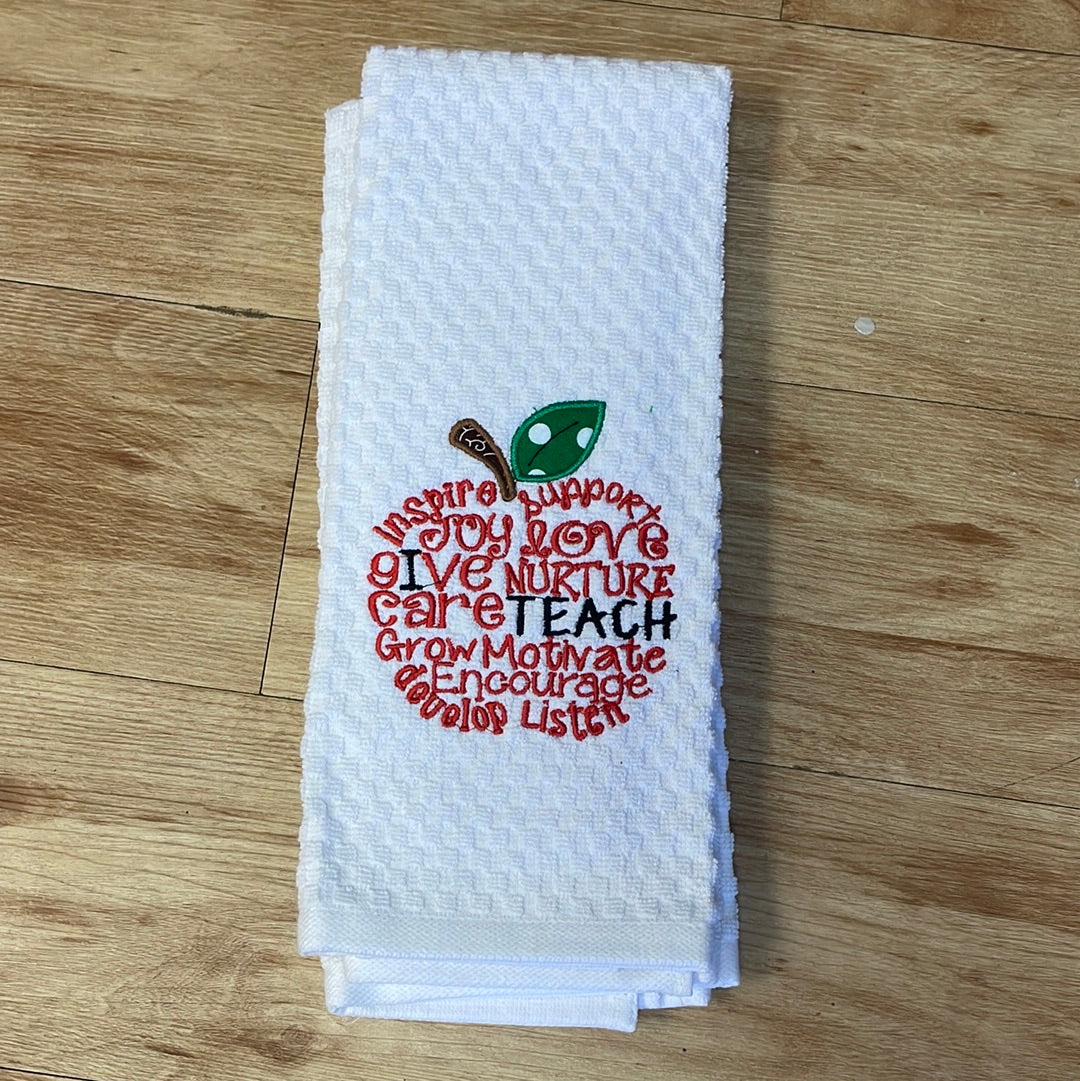 Inspire Support
JOY LOVE
gIve NURTURE
care TEACH
Grow Motivate
Encourage
develop Listen